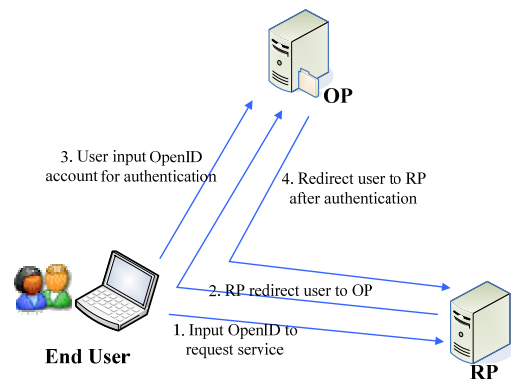 OP
3. User input OpenID
account for authentication
4. Redirect user to RP
after authentication
2. RP redirect user to OP
1. Input OpenID to
request service
End User
RP